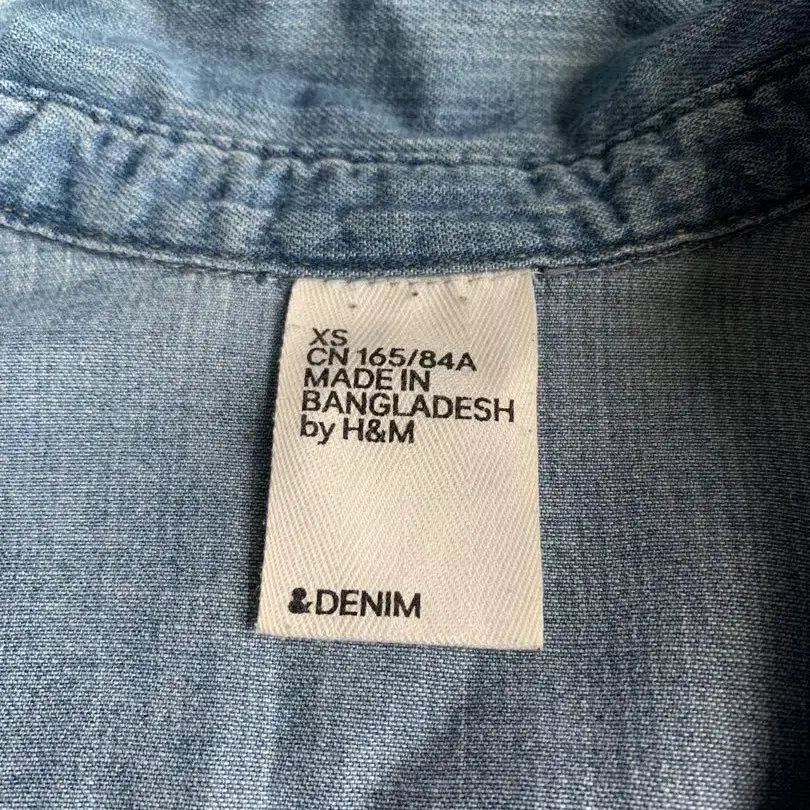 XS
CN 165/84A
MADE IN
BANGLADESH
by H&M
&DENIM